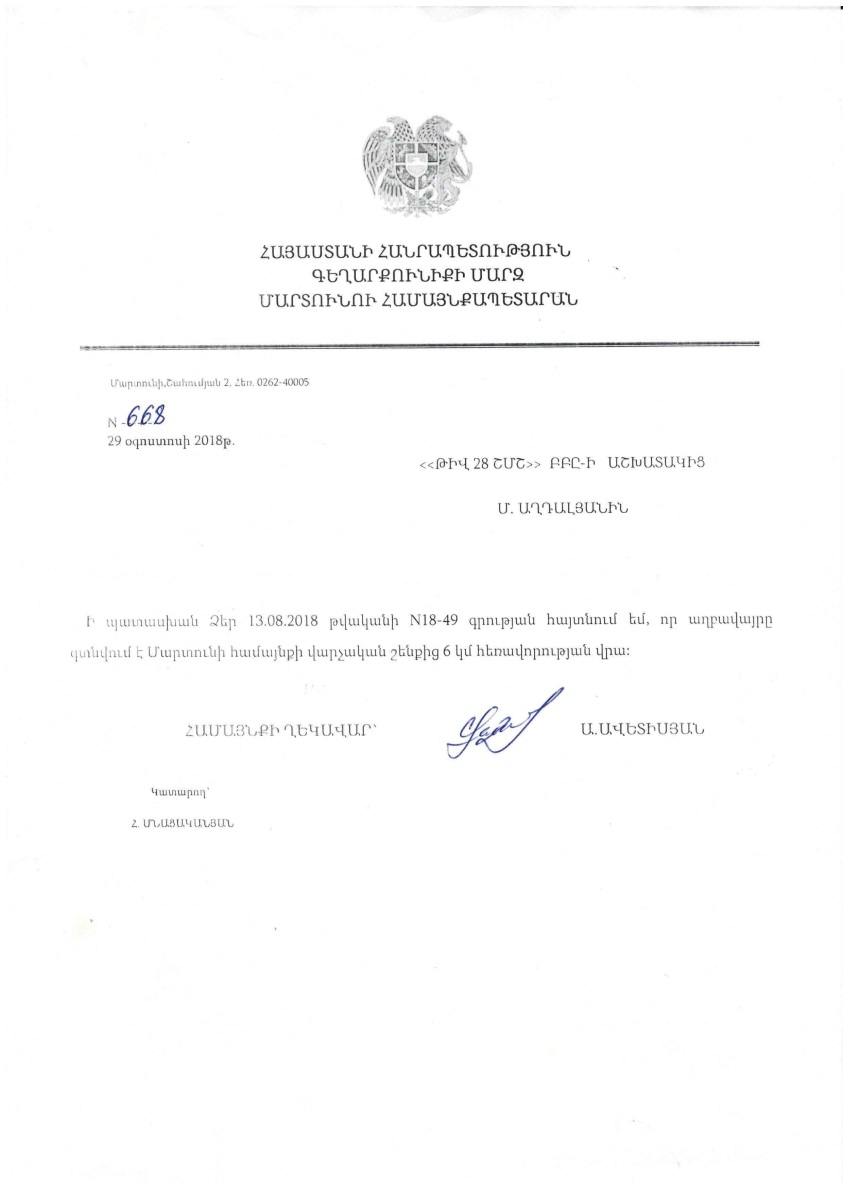 ՀԱՅԱՍՏԱՆԻ ՀԱՆՐԱՊԵՏՈՒԹՅՈՒՆ
ԳԵՂԱՐՔՈՒՆԻՔԻ ՄԱՐԶ
ՄԱՐՏՈՒՆՈՒ ՀԱՄԱՅՆՔԱՊԵՏԱՐԱՆ
Մարտունի,Շահումյան 2, Հեռ. 0262-40005
N -668
29 օգոստոսի 2018թ.
<<ԹԻՎ 28 ՇՄՇ>> ԲԲԸ-Ի ԱՇԽԱՏԱԿԻՑ
Մ. ԱՂԴԱԼՅԱՆԻՆ
Ի պատասխան Ձեր 13.08.2018 թվականի N18-49 գրության հայտնում եմ, որ աղբավայրը
գտնվում է Մարտունի համայնքի վարչական շենքից 6 կմ հեռավորության վրա:
ՀԱՄԱՅՆՔԻ ՂԵԿԱՎԱՐ՝ Ա.ԱՎԵՏԻՍՅԱՆ
Կատարող՝
Հ. ՄՆԱՑԱԿԱՆՅԱՆ